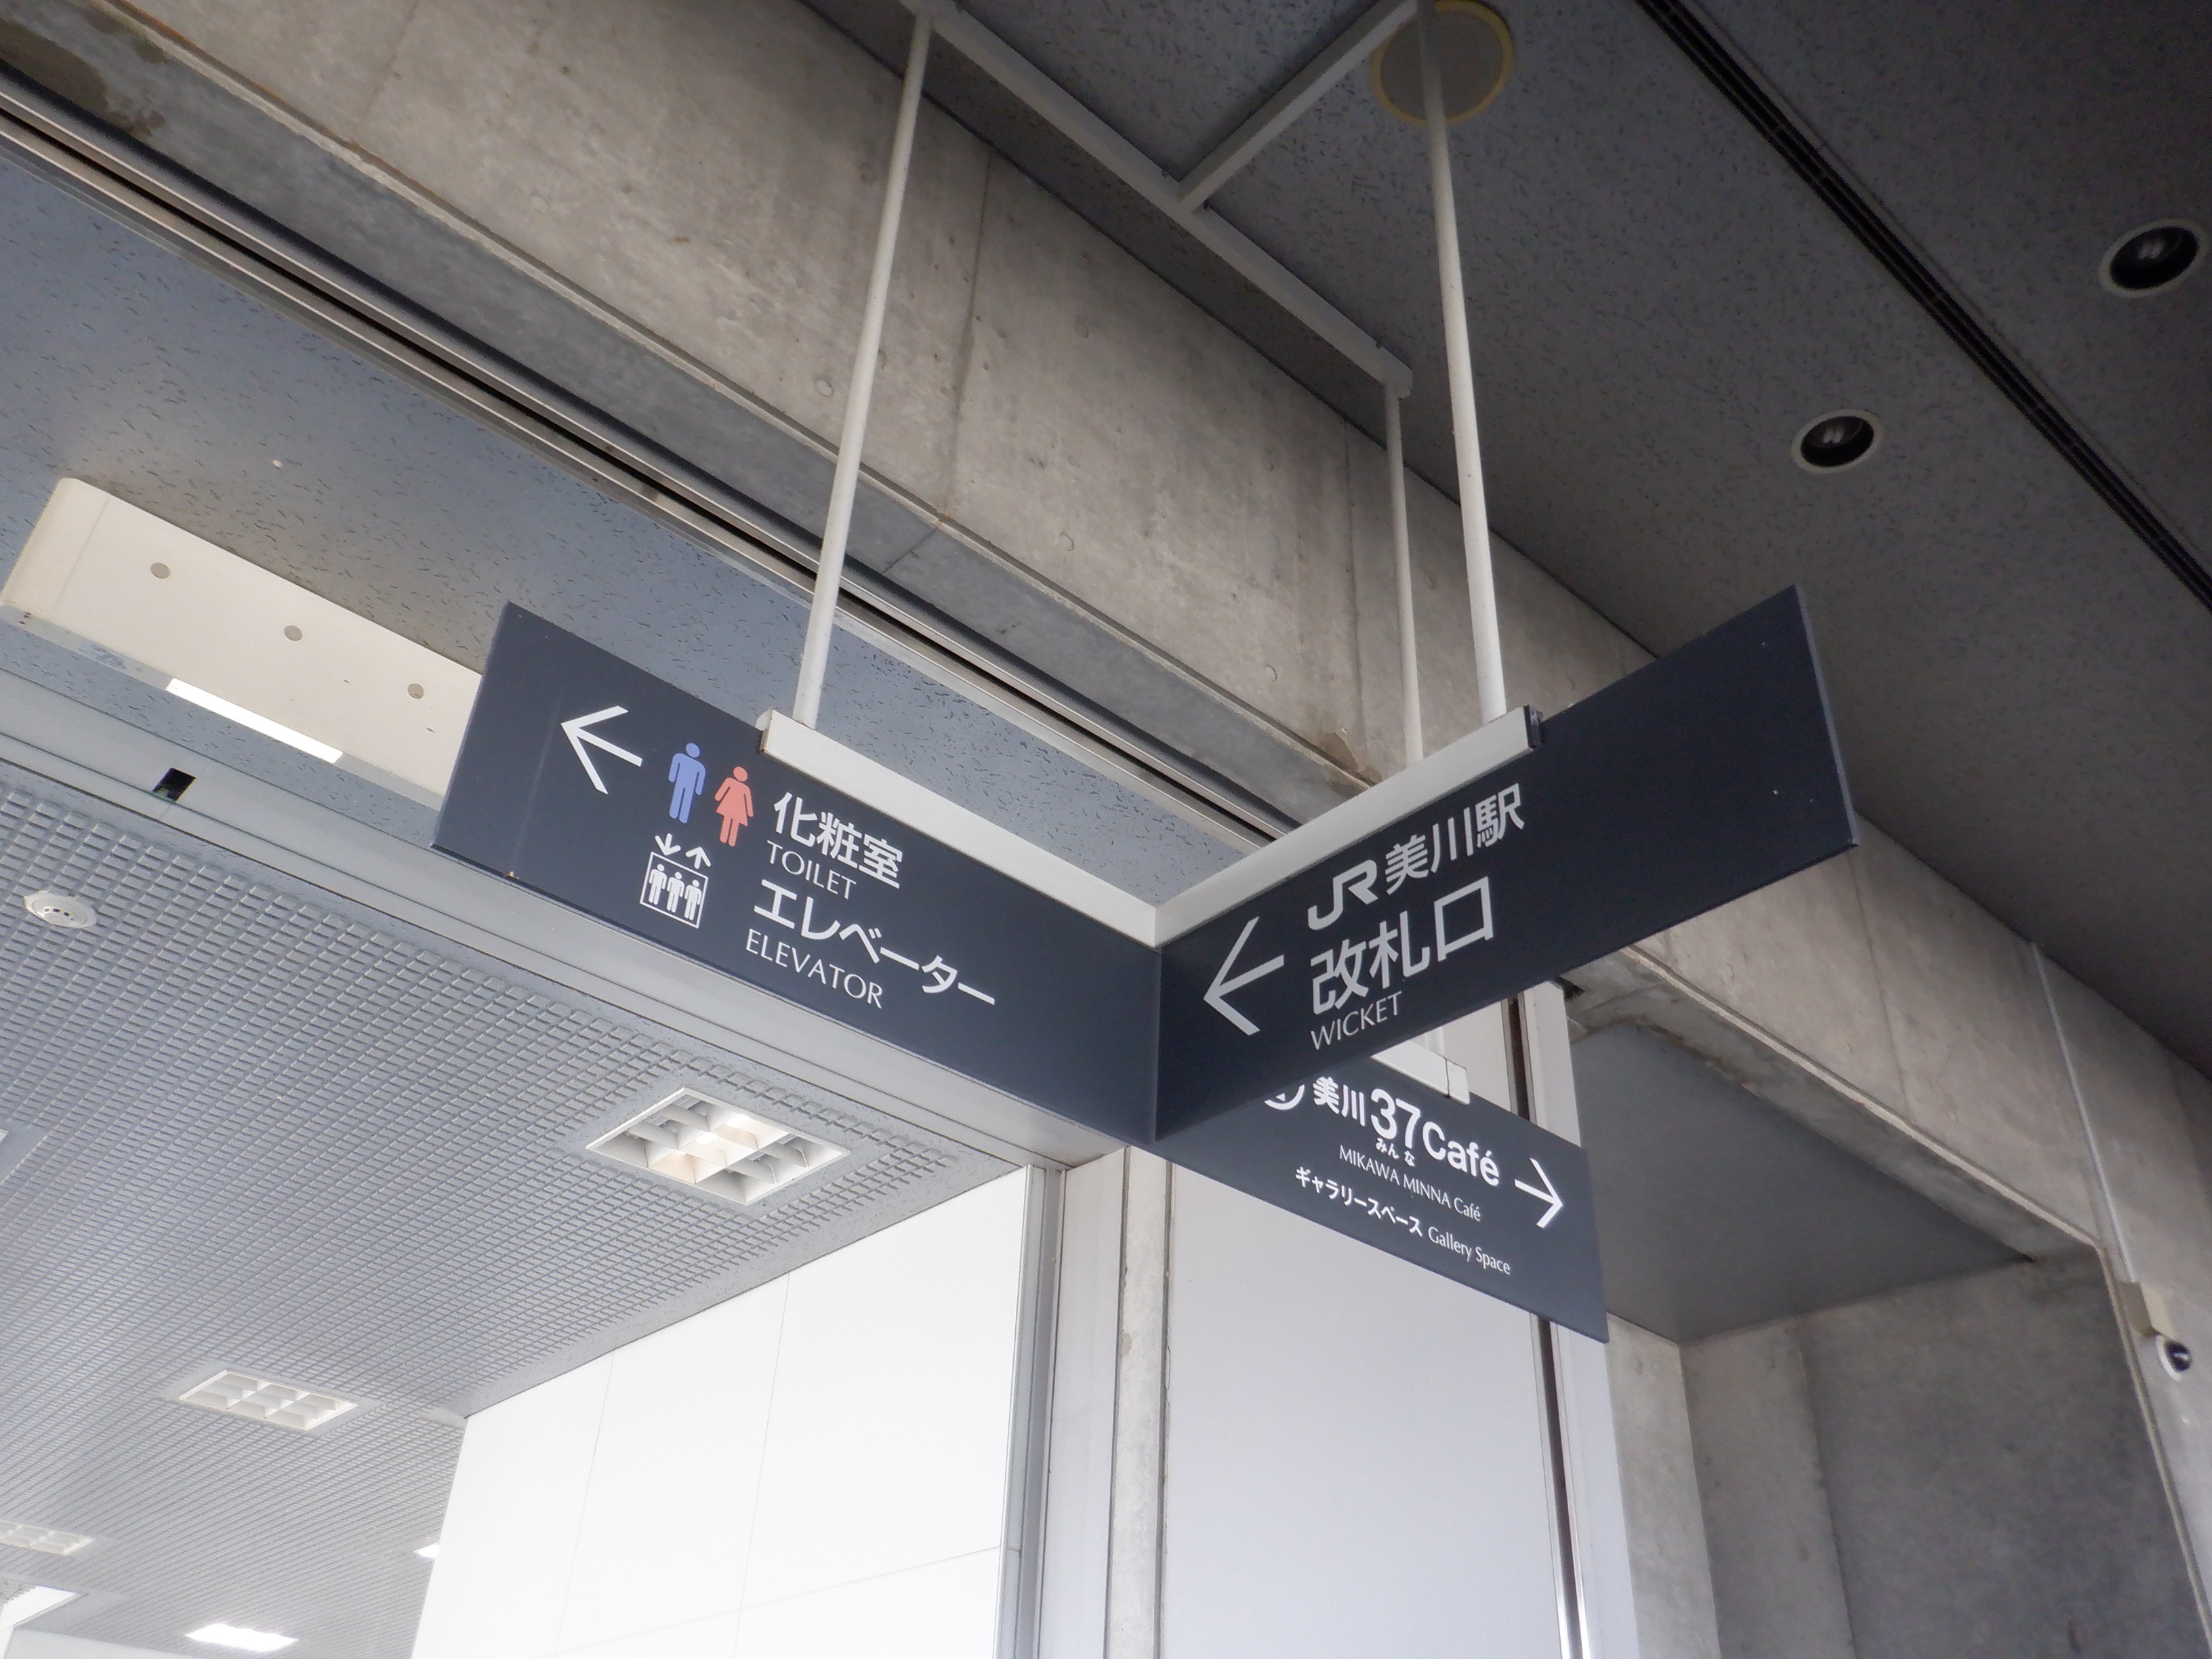 化粧室
TOILET
エレベーター
ELEVATOR
JR美川駅
改札口
WICKET
美川37Café
みんな
MIKAWA MINNA Café
ギャラリースペース Gallery Space